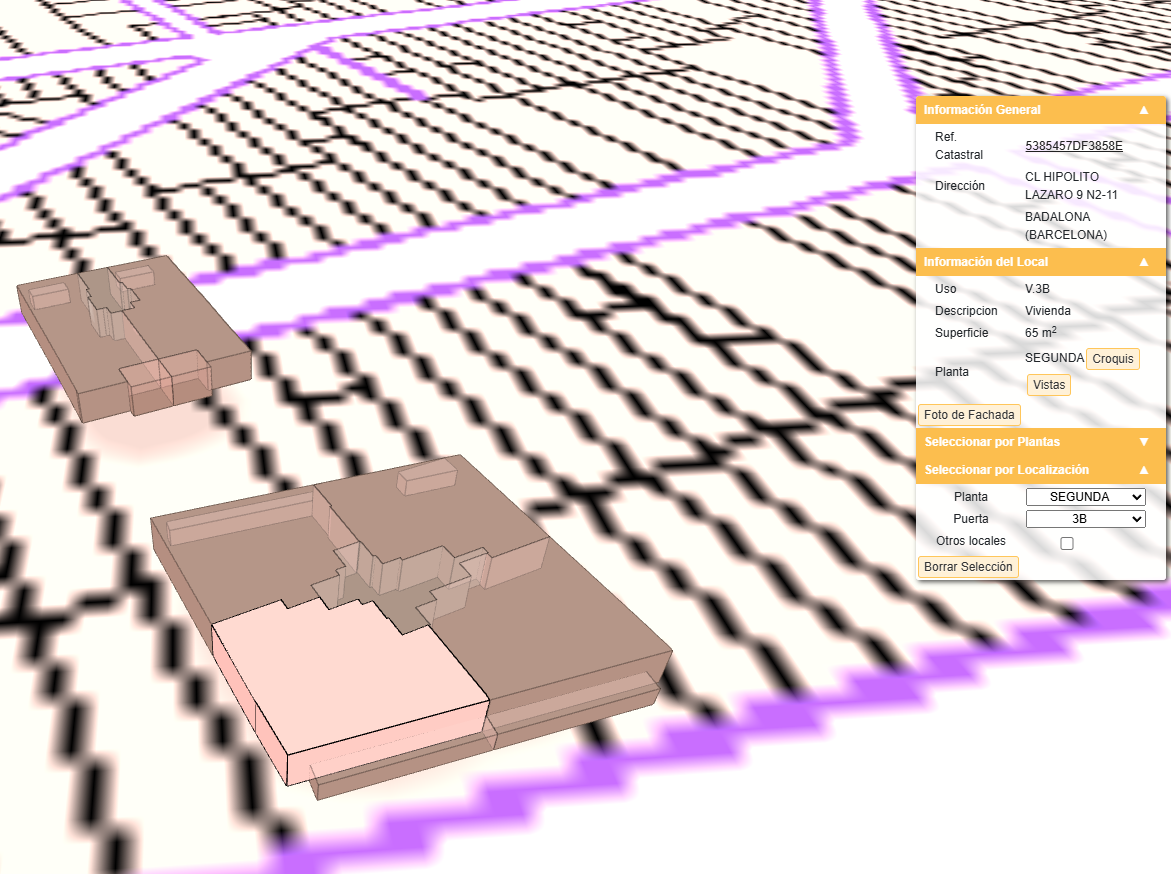 Información General ▲
Ref.
Catastral
5385457DF3858E
Dirección
CL HIPOLITO
LAZARO 9 N2-11
BADALONA
(BARCELONA)
Información del Local ▲
Uso V.3B
Descripcion Vivienda
Superficie 65 m²
Planta
SEGUNDA Croquis
Vistas
Foto de Fachada
Seleccionar por Plantas ▼
Seleccionar por Localización ▲
Planta SEGUNDA
Puerta 3B
Otros locales
Borrar Selección